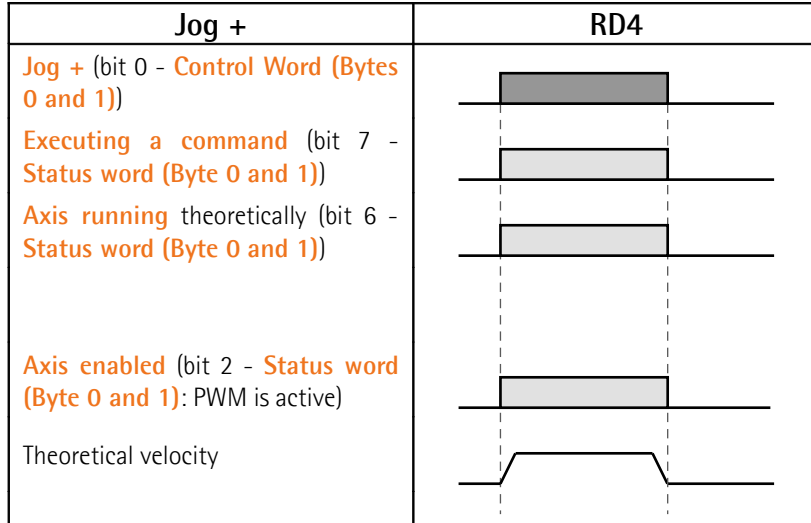 Jog +
RD4
Jog + (bit 0 - Control Word (Bytes
0 and 1))
Executing a command (bit 7 -
Status word (Byte 0 and 1))
Axis running theoretically (bit 6 -
Status word (Byte 0 and 1))
Axis enabled (bit 2 - Status word
(Byte 0 and 1): PWM is active)
Theoretical velocity